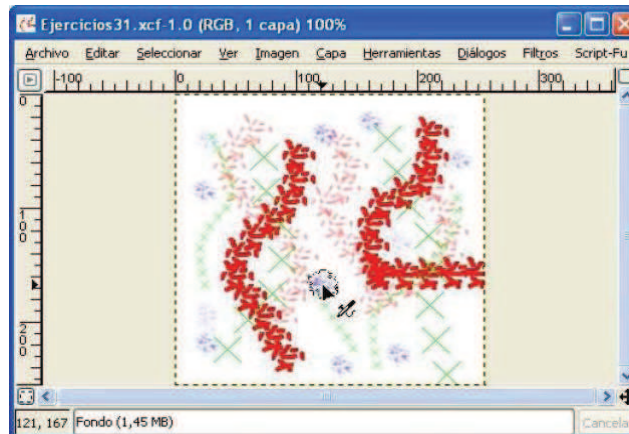 Ejercicios31.xcf-1.0 (RGB, 1 capa) 100%
Archivo Editar Seleccionar Ver Imagen Capa Herramientas Diálogos Filtros Script-Fu
-100 0 100 200 300
0
100
200
121, 167 Fondo (1,45 MB) Cancela